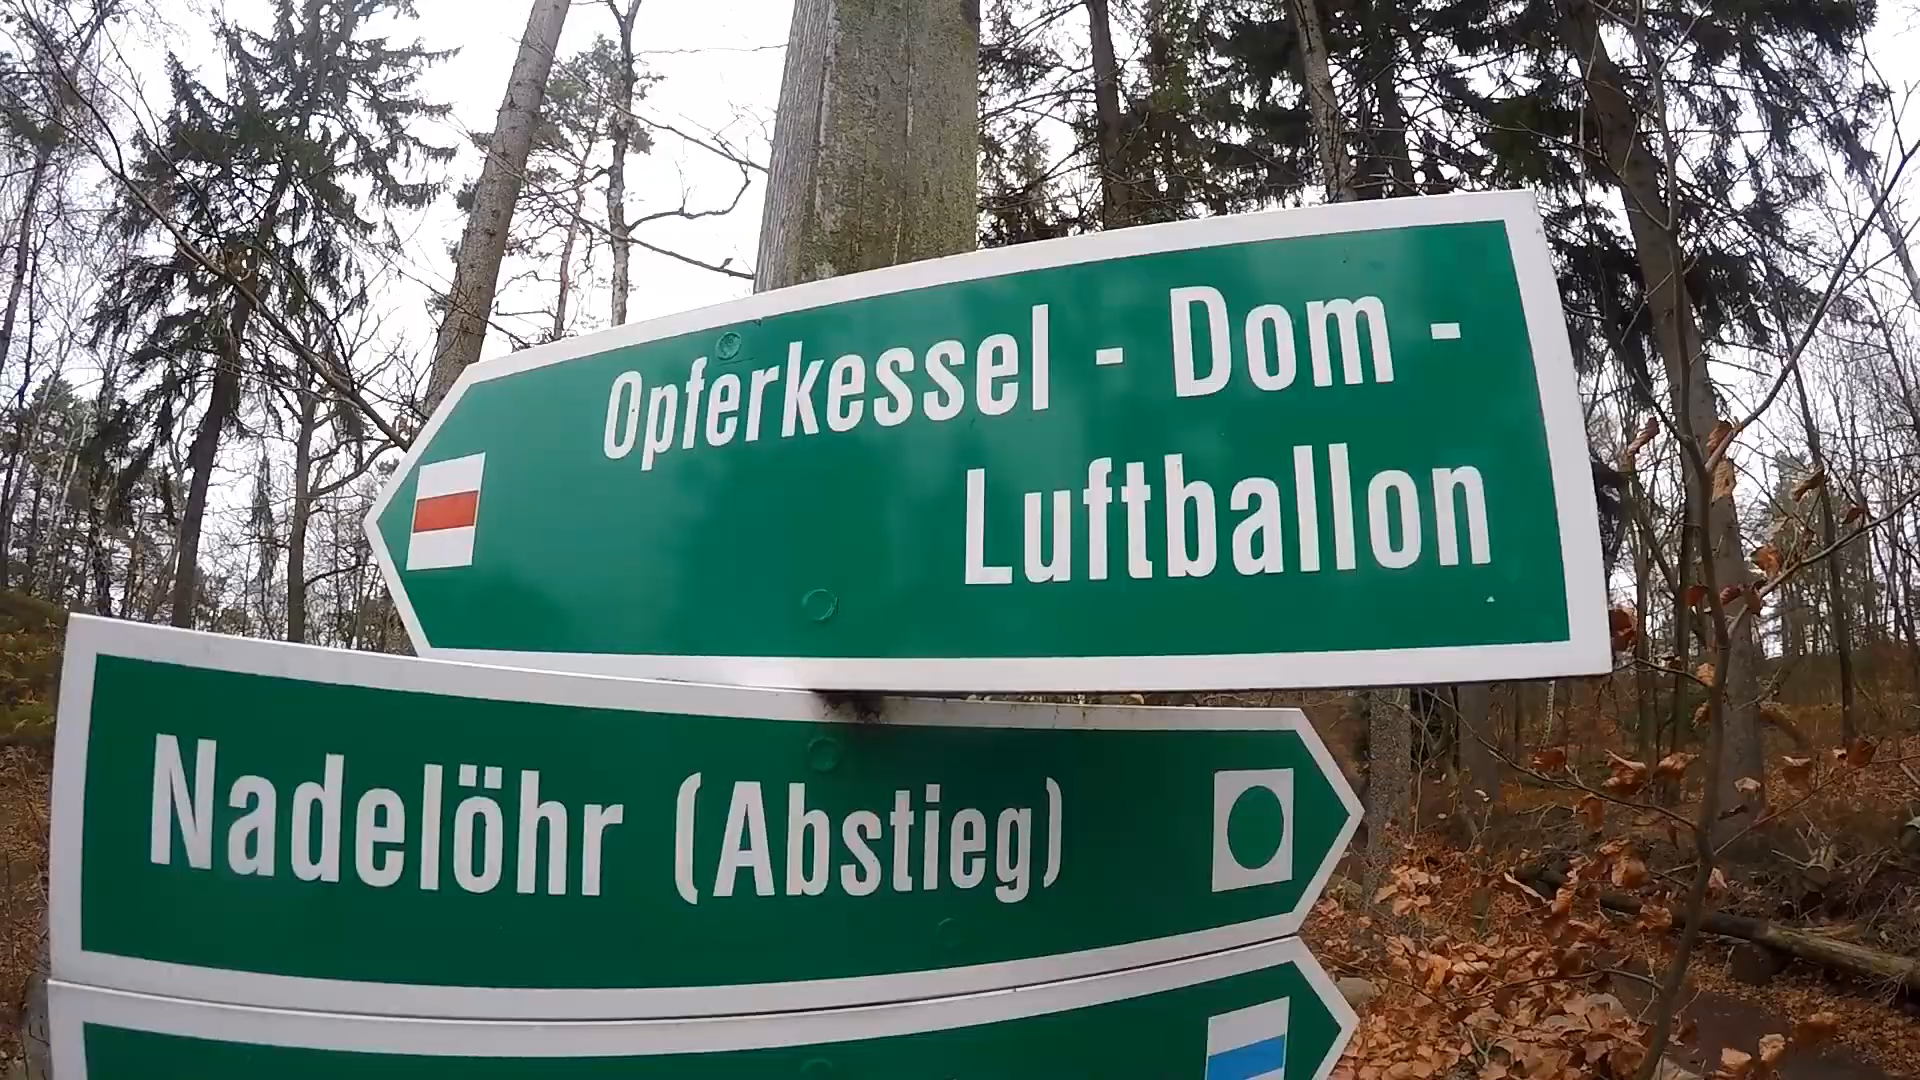 Opferkessel - Dom -
Luftballon
Nadelöhr (Abstieg)